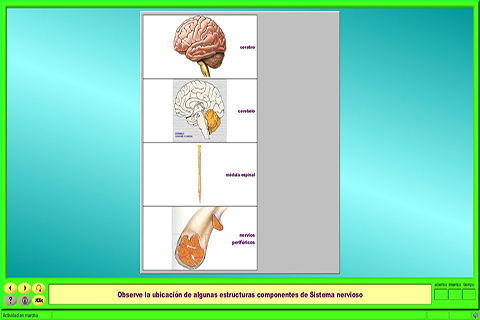 cerebro
cerebelo
médula espinal
nervios
periféricos
aciertos intentos tiempo
Observe la ubicación de algunas estructuras componentes de Sistema nervioso
Actividad en marcha